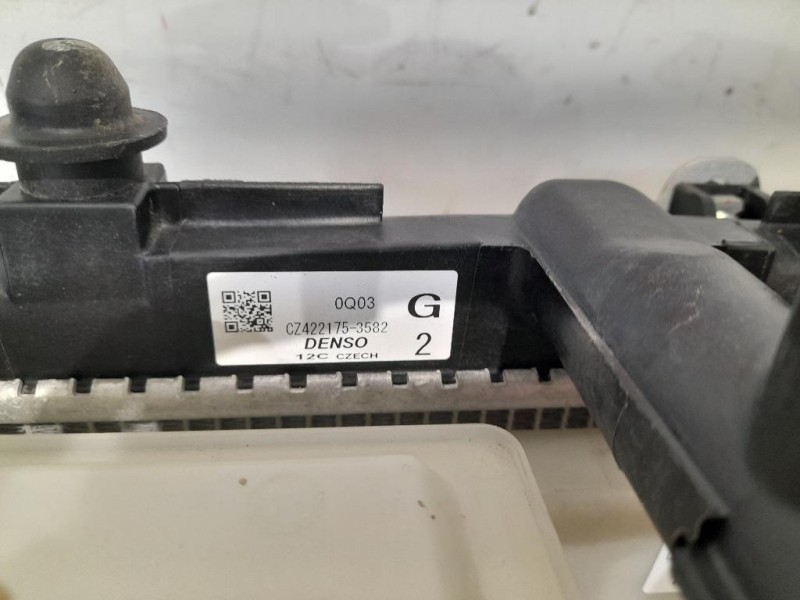 0Q03 G
CZ422175-3582
DENSO 2
12C CZECH